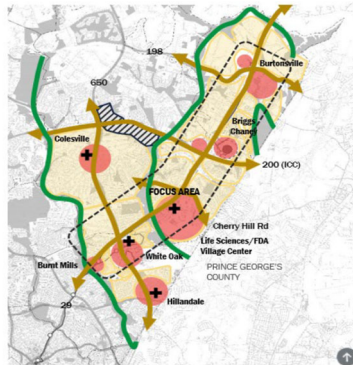 198
Burtonsville
650
Briggs
Chaney
Colesville
200 (ICC)
FOCUS AREA
Cherry Hill Rd
Life Sciences/FDA
Village Center
White Oak
PRINCE GEORGE'S
COUNTY
Burnt Mills
29
Hillandale